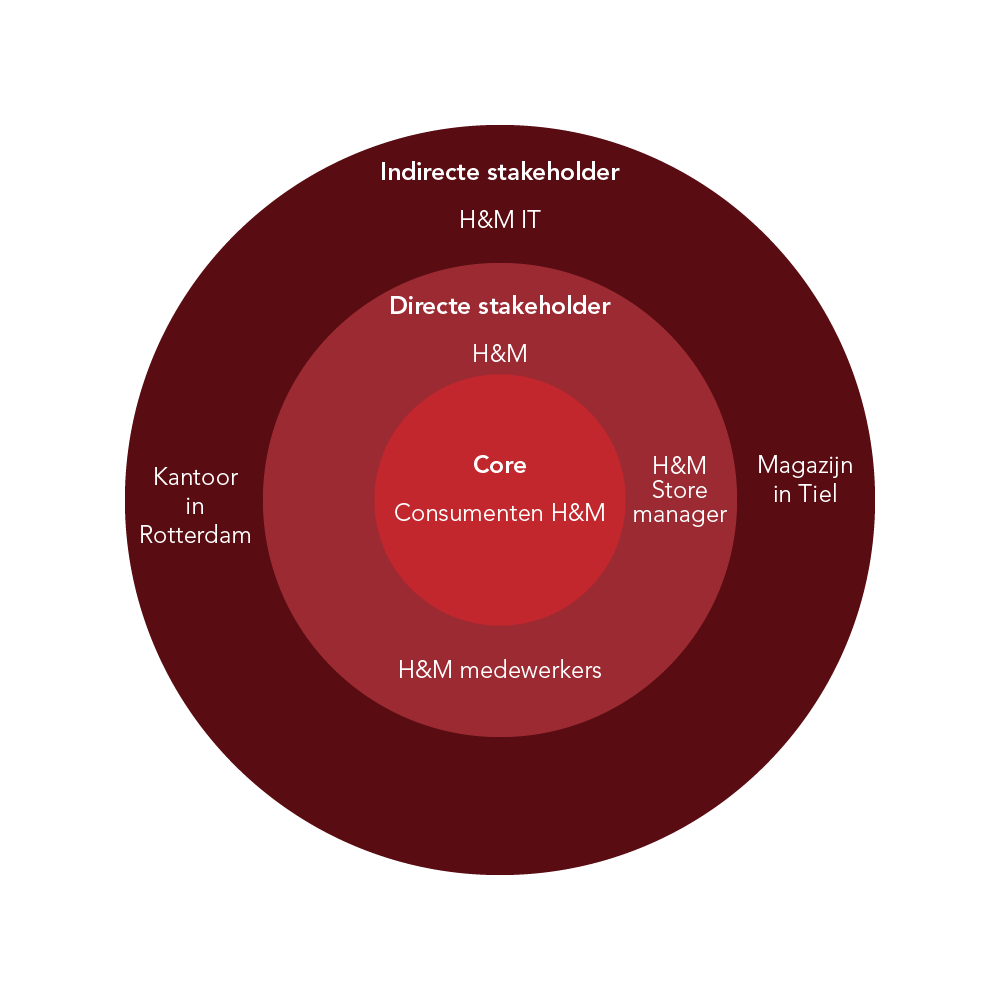 Indirecte stakeholder
H&M IT
Directe stakeholder
H&M
Core
Consumenten H&M
Kantoor
in
Rotterdam
H&M
Store
manager
Magazijn
in Tiel
H&M medewerkers